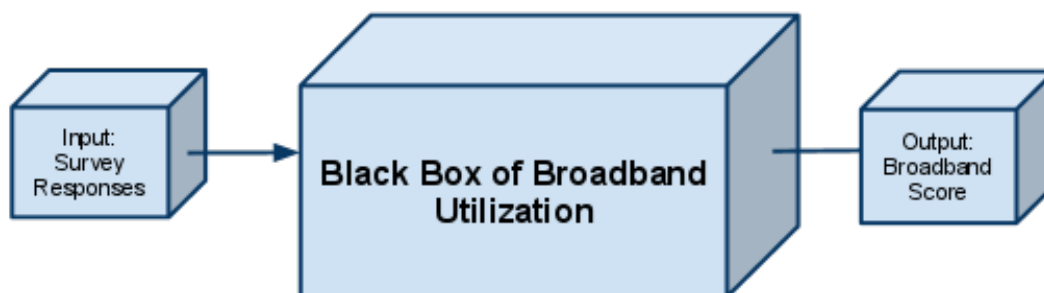 Input:
Survey
Responses
Black Box of Broadband
Utilization
Output:
Broadband
Score